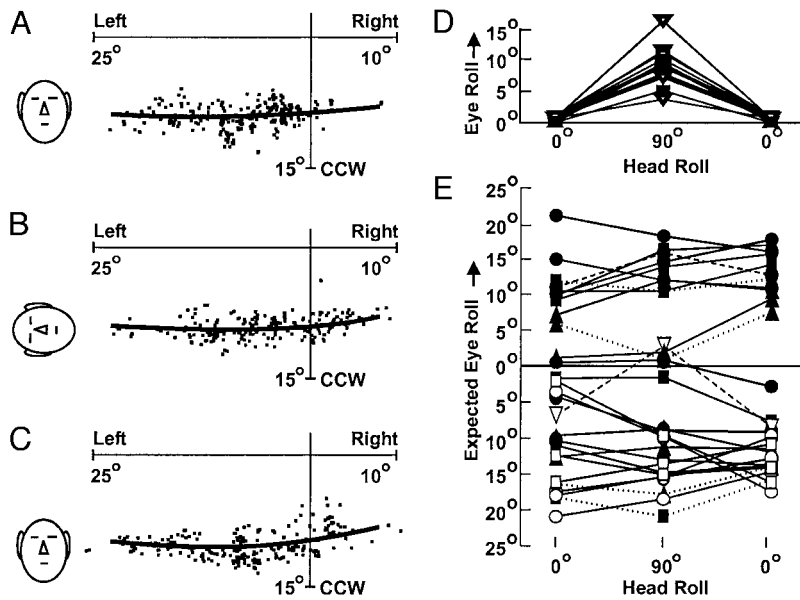 A
Left Right
25° 10°
15° CCW
B
Left Right
25° 10°
15° CCW
C
Left Right
25° 10°
15° CCW
D
Eye Roll
15°
10°
5°
0°
0° 90° 0°
Head Roll
E
Expected Eye Roll
25°
20°
15°
10°
5°
0°
5°
10°
15°
20°
25°
0° 90° 0°
Head Roll